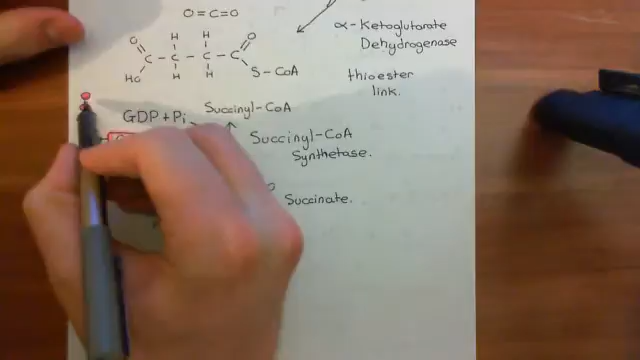 O=C=O
α-Ketoglutarate
Dehydrogenase
O H H O
C - C - C - C
HO H H S - CoA
thioester
link.
Succinyl-CoA
GDP + Pi
Succinyl-CoA
Synthetase.
Succinate.